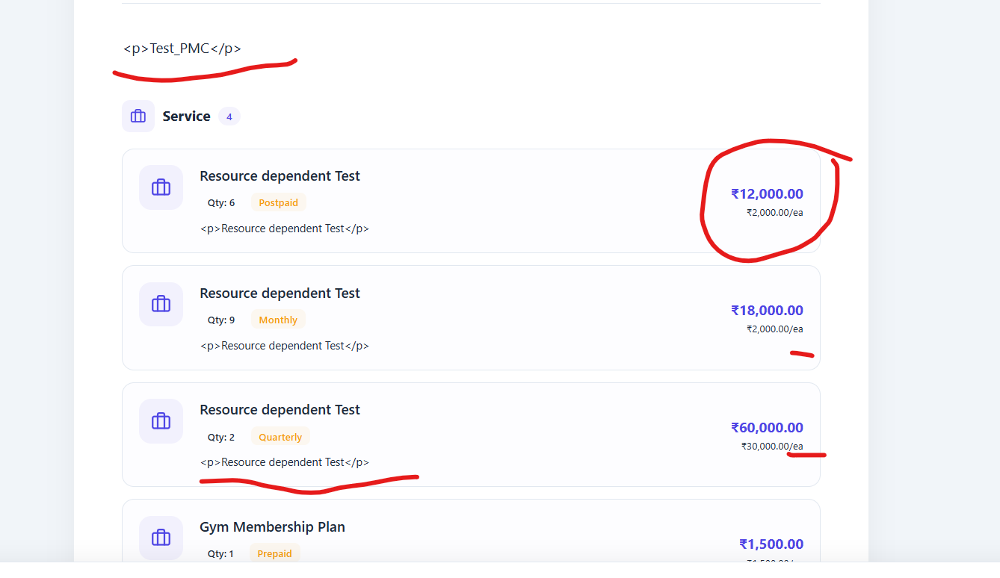 <p>Test_PMC</p>
Service 4
Resource dependent Test
Qty: 6 Postpaid
<p>Resource dependent Test</p>
₹12,000.00
₹2,000.00/ea
Resource dependent Test
Qty: 9 Monthly
<p>Resource dependent Test</p>
₹18,000.00
₹2,000.00/ea
Resource dependent Test
Qty: 2 Quarterly
<p>Resource dependent Test</p>
₹60,000.00
₹30,000.00/ea
Gym Membership Plan
Qty: 1 Prepaid
₹1,500.00